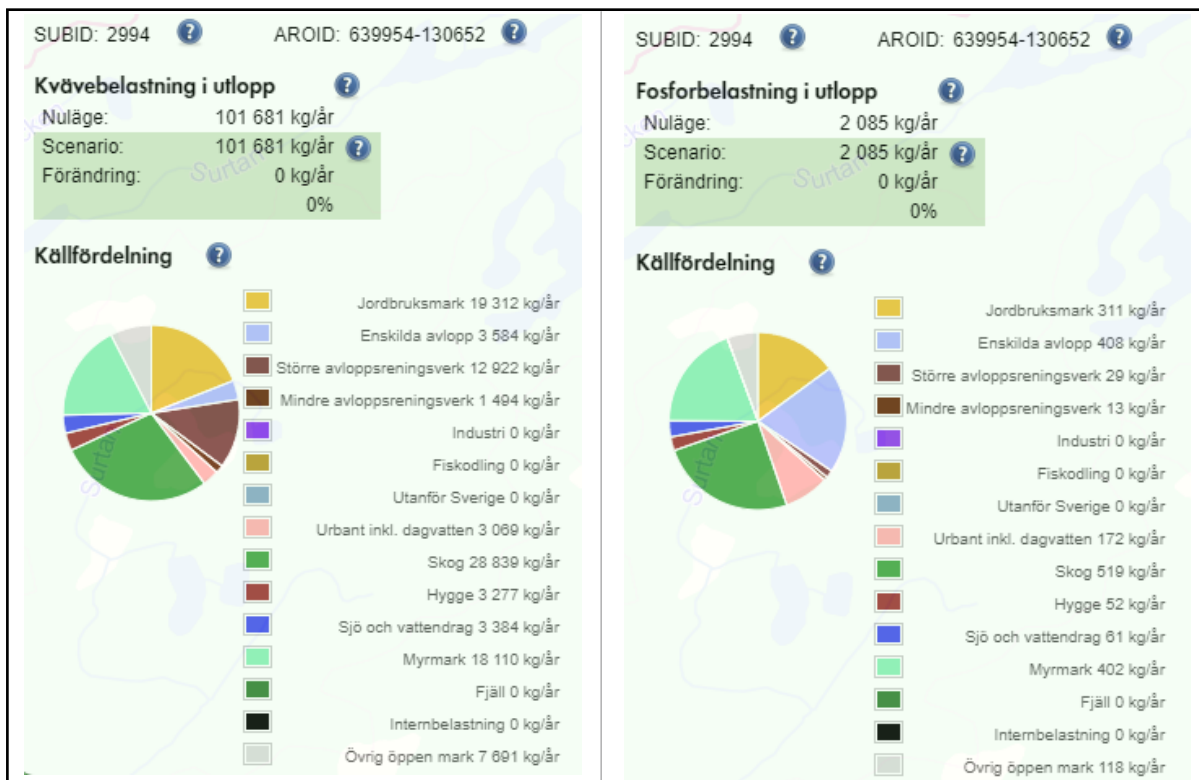 SUBID: 2994 ? AROID: 639954-130652 ?
Kvävebelastning i utlopp ?
Nuläge: 101 681 kg/år
Scenario: 101 681 kg/år ?
Förändring: 0 kg/år
0%
Surtan
Källfördelning ?
Jordbruksmark 19 312 kg/år
Enskilda avlopp 3 584 kg/år
Större avloppsreningsverk 12 922 kg/år
Mindre avloppsreningsverk 1 494 kg/år
Industri 0 kg/år
Fiskodling 0 kg/år
Utanför Sverige 0 kg/år
Urbant inkl. dagvatten 3 069 kg/år
Skog 28 839 kg/år
Hygge 3 277 kg/år
Sjö och vattendrag 3 384 kg/år
Myrmark 18 110 kg/år
Fjäll 0 kg/år
Internbelastning 0 kg/år
Övrig öppen mark 7 691 kg/år
SUBID: 2994 ? AROID: 639954-130652 ?
Fosforbelastning i utlopp ?
Nuläge: 2 085 kg/år
Scenario: 2 085 kg/år ?
Förändring: 0 kg/år
0%
Surtan
Källfördelning ?
Jordbruksmark 311 kg/år
Enskilda avlopp 408 kg/år
Större avloppsreningsverk 29 kg/år
Mindre avloppsreningsverk 13 kg/år
Industri 0 kg/år
Fiskodling 0 kg/år
Utanför Sverige 0 kg/år
Urbant inkl. dagvatten 172 kg/år
Skog 519 kg/år
Hygge 52 kg/år
Sjö och vattendrag 61 kg/år
Myrmark 402 kg/år
Fjäll 0 kg/år
Internbelastning 0 kg/år
Övrig öppen mark 118 kg/år